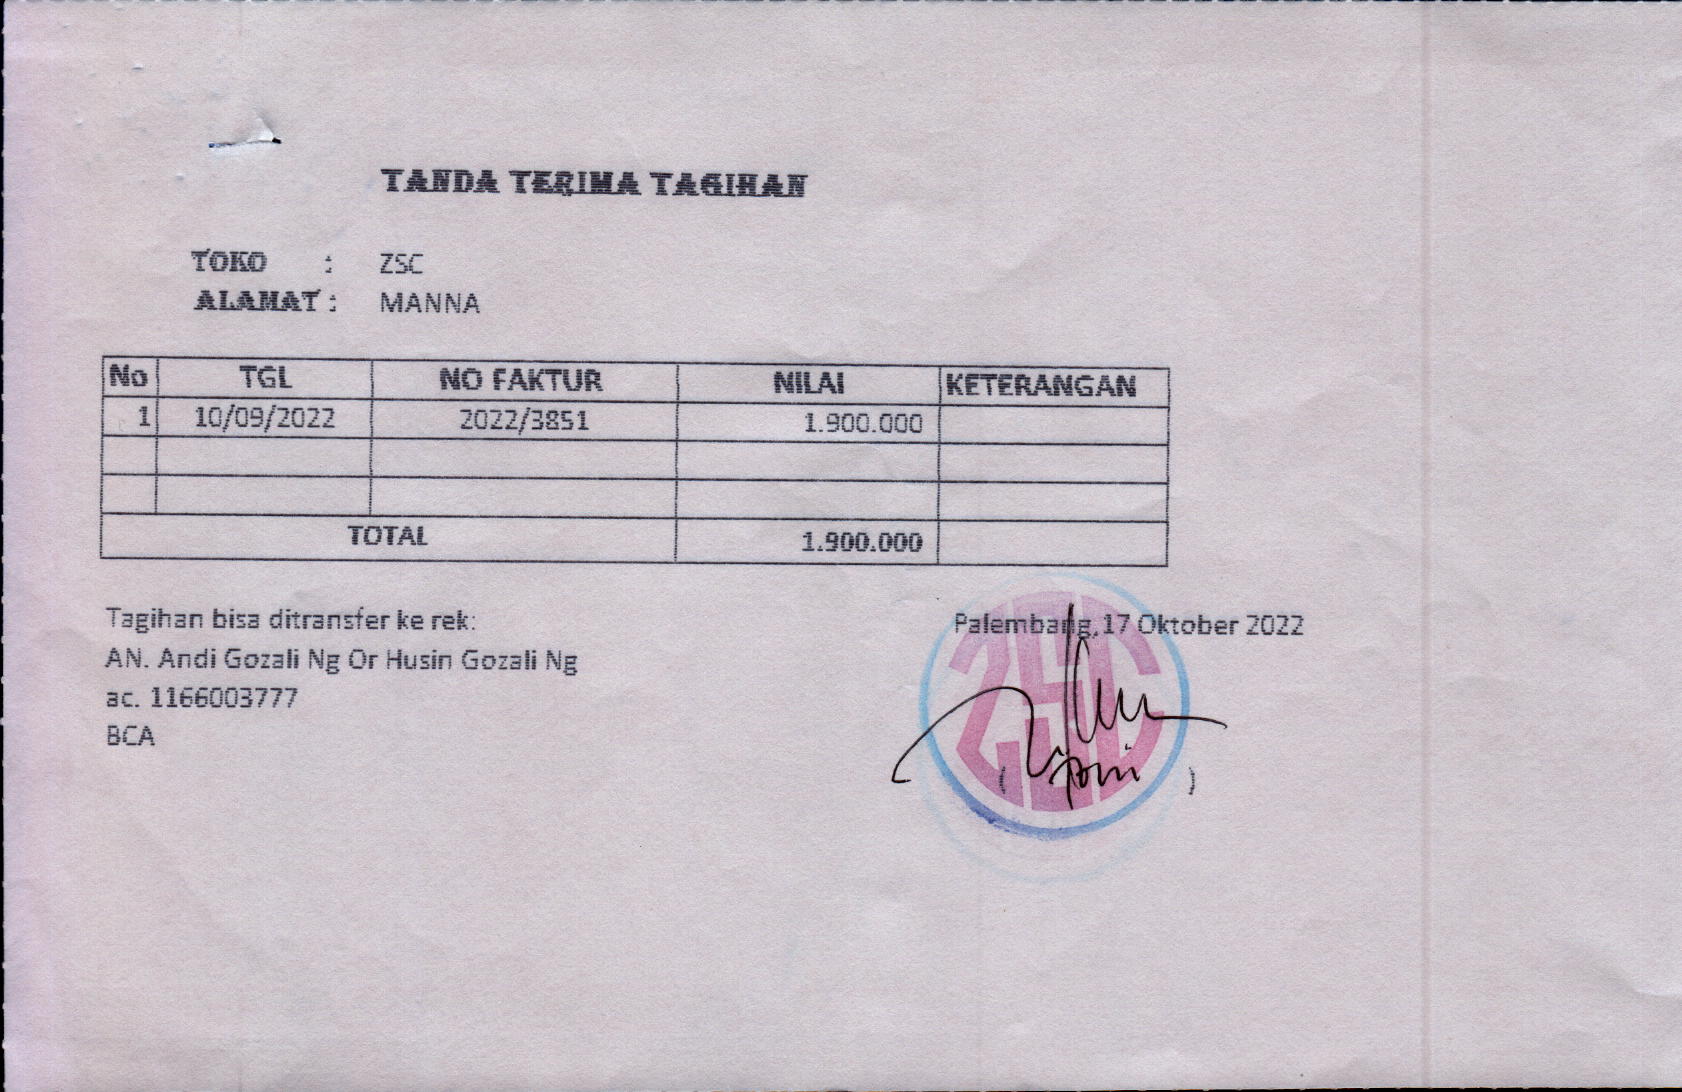 TANDA TERIMA TAGIHAN
TOKO : ZSC
ALAMAT : MANNA
No TGL NO FAKTUR NILAI KETERANGAN
1 10/09/2022 2022/3851 1.900.000
TOTAL 1.900.000
Tagihan bisa ditransfer ke rek:
AN. Andi Gozali Ng Or Husin Gozali Ng
ac. 1166003777
BCA
Palembang,17 Oktober 2022
ZSC
( )